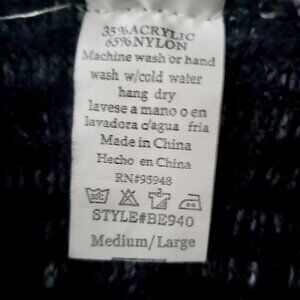 35%ACRYLIC
65%NYLON
Machine wash or hand
wash w/cold water
hang dry
lavese a mano o en
lavadora c/agua fria
Made in China
Hecho en China
RN#95948
STYLE#BE940
Medium/Large